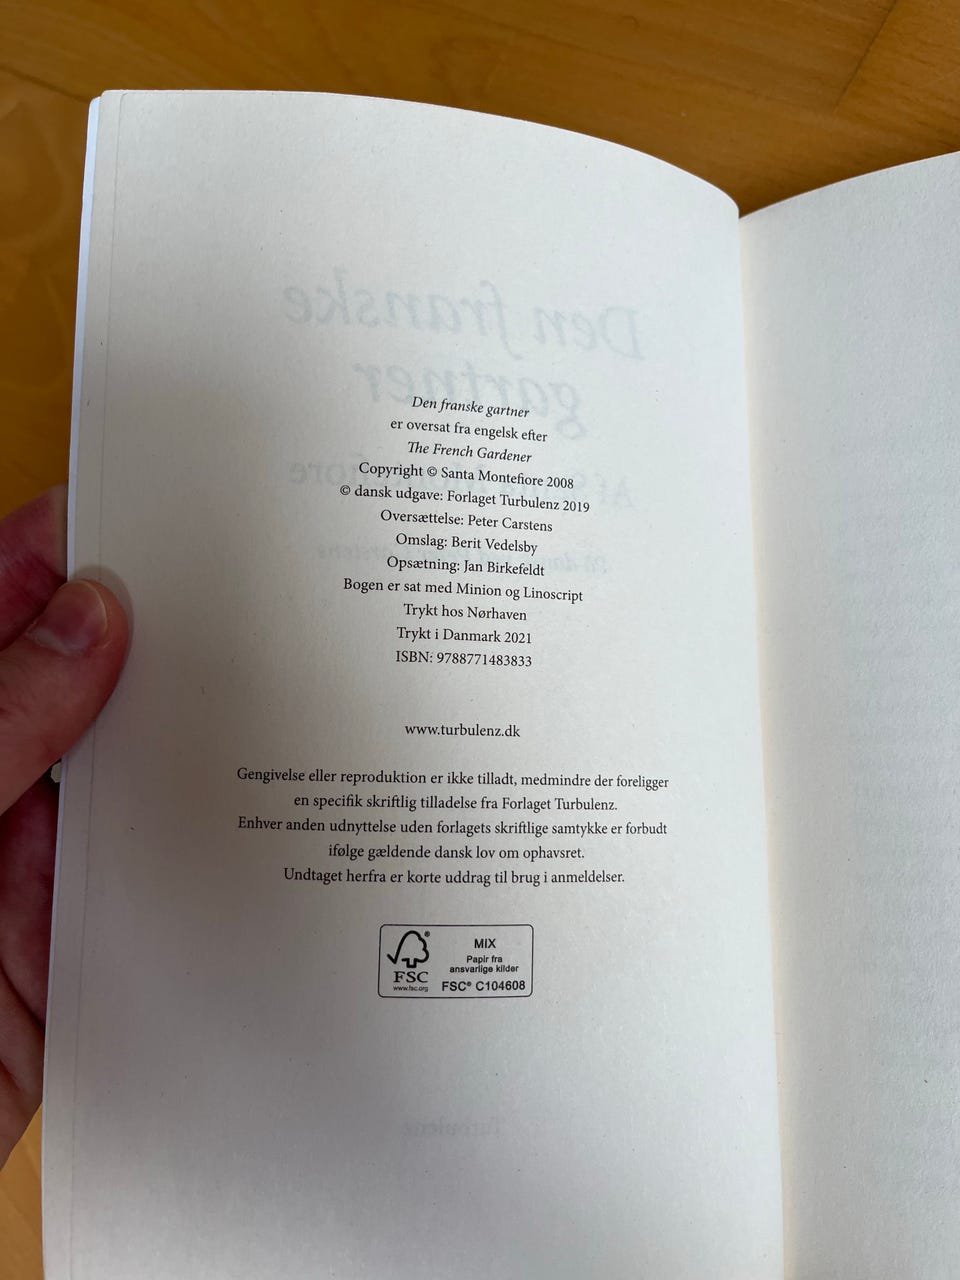 Den franske
gartner
Den franske gartner
er oversat fra engelsk efter
The French Gardener
Copyright © Santa Montefiore 2008
© dansk udgave: Forlaget Turbulenz 2019
Oversættelse: Peter Carstens
Omslag: Berit Vedelsby
Opsætning: Jan Birkefeldt
Bogen er sat med Minion og Linoscript
Trykt hos Nørhaven
Trykt i Danmark 2021
ISBN: 9788771483833
www.turbulenz.dk
Gengivelse eller reproduktion er ikke tilladt, medmindre der foreligger
en specifik skriftlig tilladelse fra Forlaget Turbulenz.
Enhver anden udnyttelse uden forlagets skriftlige samtykke er forbudt
ifølge gældende dansk lov om ophavsret.
Undtaget herfra er korte uddrag til brug i anmeldelser.
FSC®
www.fsc.org
MIX
Papir fra
ansvarlige kilder
FSC® C104608
Turbulenz